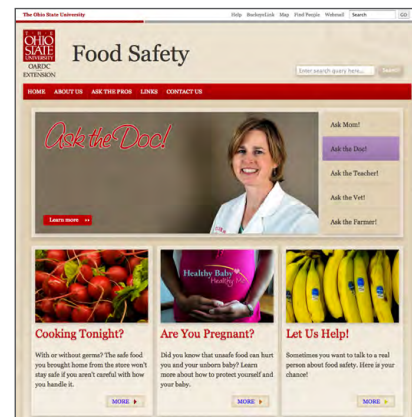 The Ohio State University
Help BuckeyeLink Map Find People Webmail Search GO
THE
OHIO
STATE
UNIVERSITY
OARDC
EXTENSION
Food Safety
Enter search query here... Search
HOME ABOUT US ASK THE PROS LINKS CONTACT US
Ask the Doc!
Learn more
Ask Mom!
Ask the Doc!
Ask the Teacher!
Ask the Vet!
Ask the Farmer!
Healthy Baby
Healthy Me
Cooking Tonight?
With or without germs? The safe food
you brought home from the store won't
stay safe if you aren't careful with how
you handle it.
MORE
Are You Pregnant?
Did you know that unsafe food can hurt
you and your unborn baby? Learn
more about how to protect yourself and
your baby.
MORE
Let Us Help!
Sometimes you want to talk to a real
person about food safety. Here is your
chance!
MORE